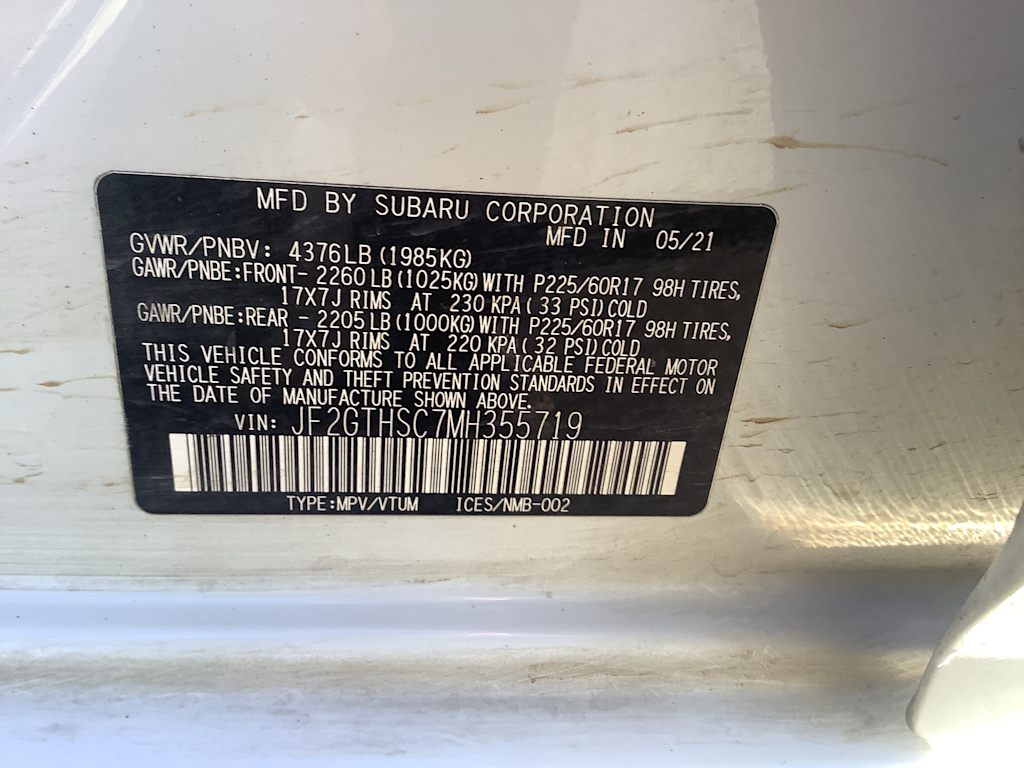 MFD BY SUBARU CORPORATION
MFD IN 05/21
GVWR/PNBV: 4376LB (1985KG)
GAWR/PNBE:FRONT- 2260LB (1025KG) WITH P225/60R17 98H TIRES,
17X7J RIMS AT 230 KPA ( 33 PSI) COLD
GAWR/PNBE:REAR - 2205LB (1000KG) WITH P225/60R17 98H TIRES,
17X7J RIMS AT 220 KPA ( 32 PSI) COLD
THIS VEHICLE CONFORMS TO ALL APPLICABLE FEDERAL MOTOR
VEHICLE SAFETY AND THEFT PREVENTION STANDARDS IN EFFECT ON
THE DATE OF MANUFACTURE SHOWN ABOVE.
VIN: JF2GTHSC7MH355719
TYPE:MPV/VTUM ICES/NMB-002